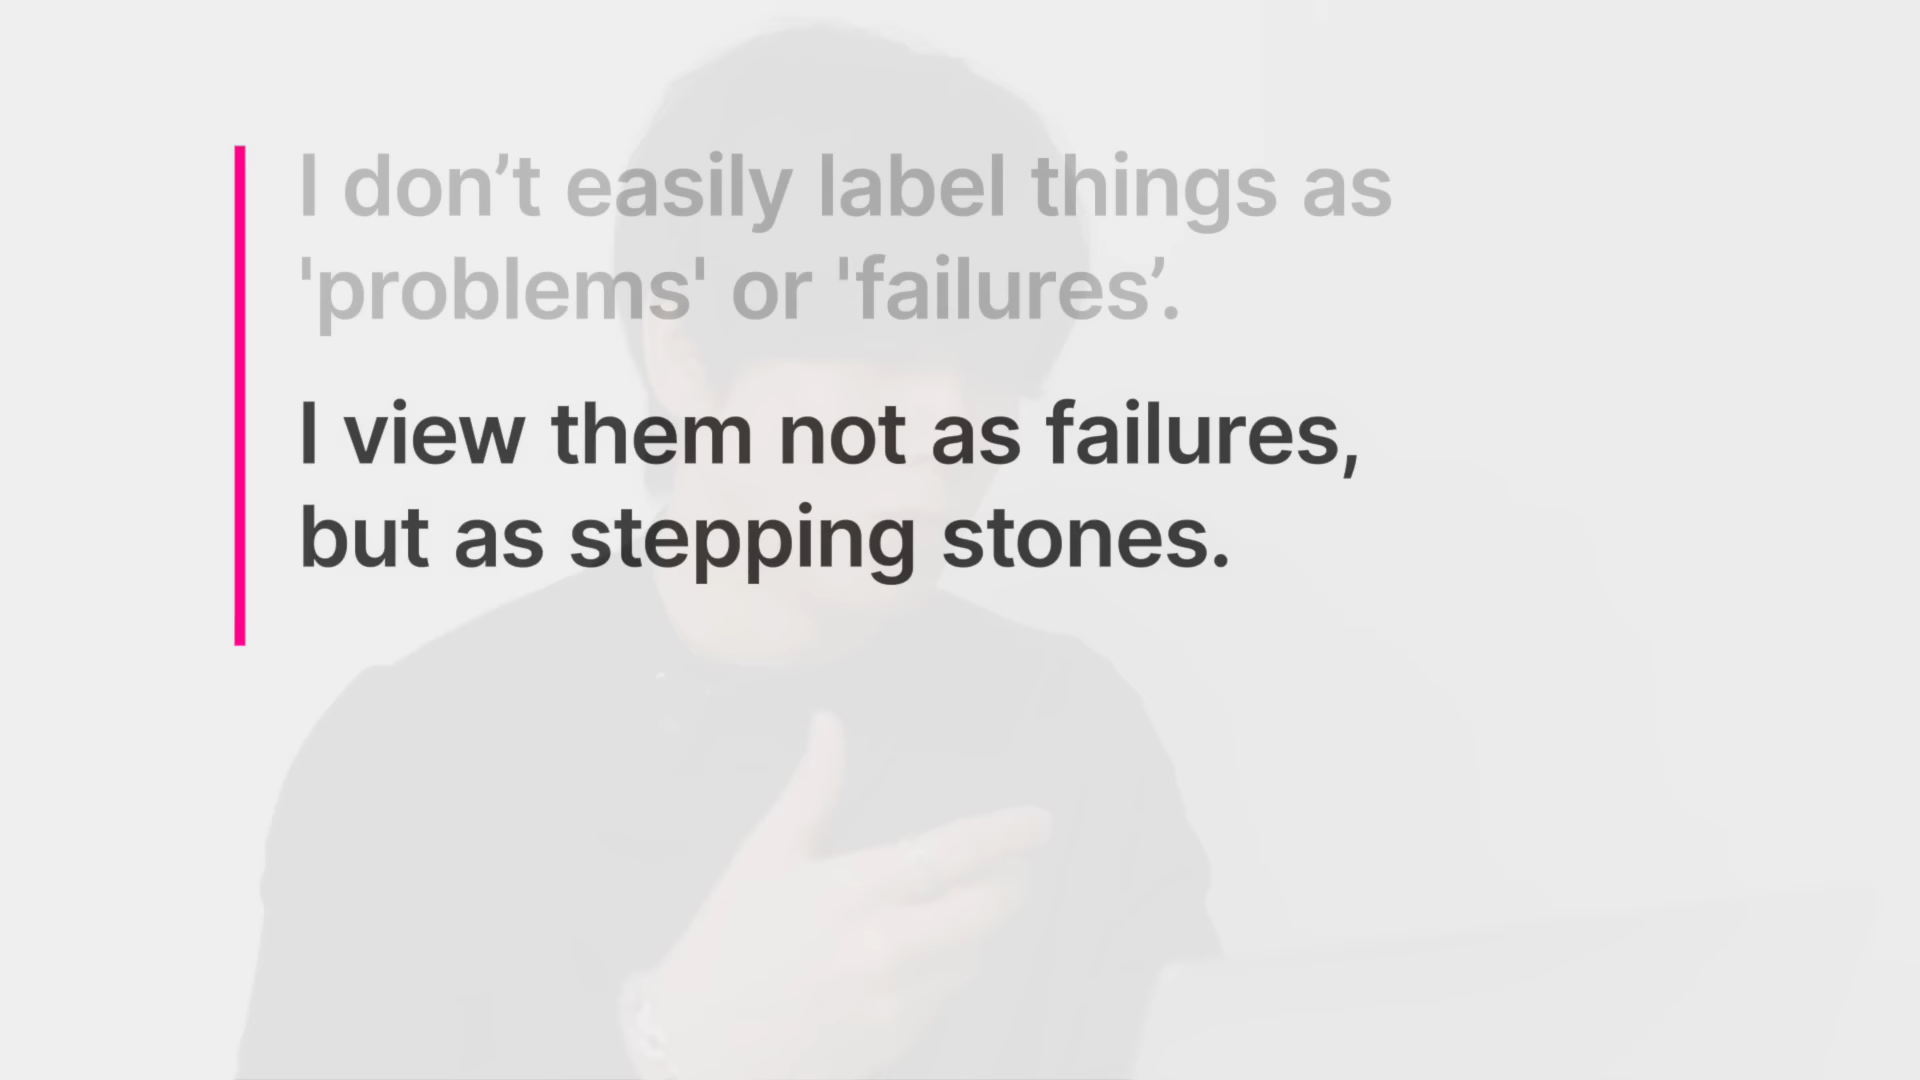 I don’t easily label things as
'problems' or 'failures’.
I view them not as failures,
but as stepping stones.